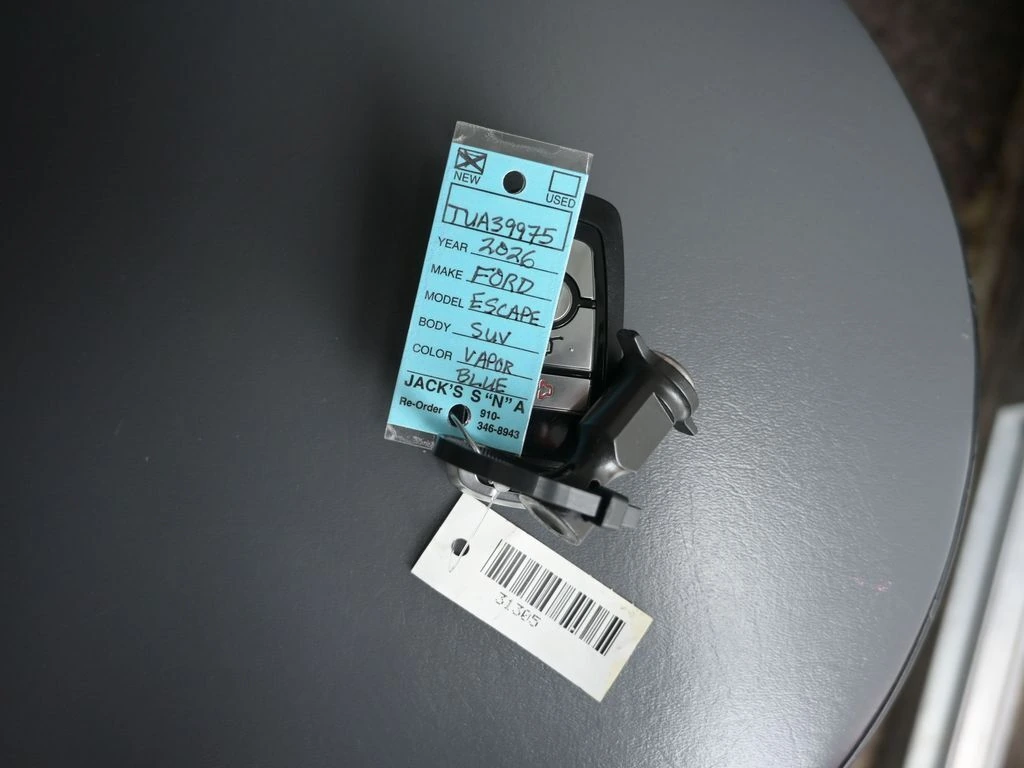 NEW
USED
TUA39975
YEAR 2026
MAKE FORD
MODEL ESCAPE
BODY SUV
COLOR VAPOR
BLUE
JACK'S S "N" A
Re-Order 910-
346-8943
31305